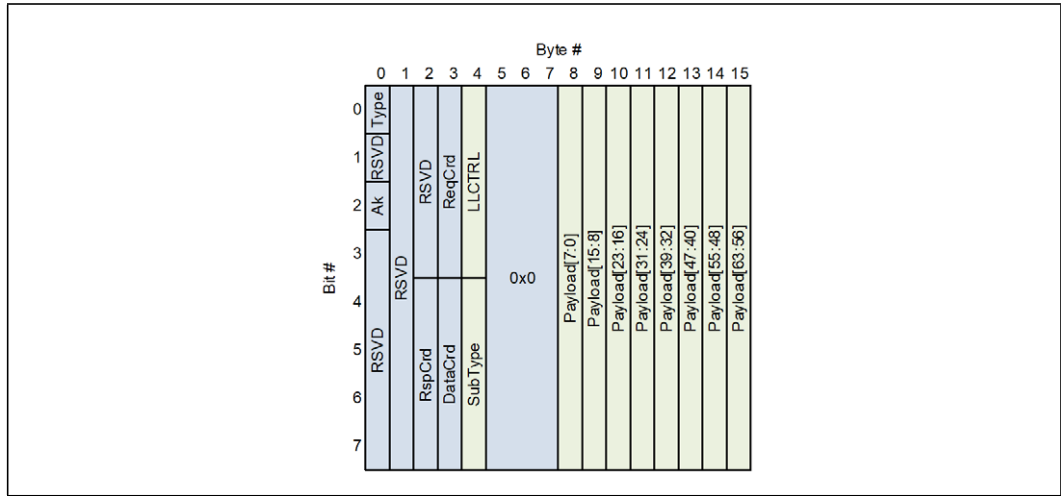 Byte #
0 1 2 3 4 5 6 7 8 9 10 11 12 13 14 15
Bit #
0
1
2
3
4
5
6
7
Type
RSVD
Ak
RSVD
RSVD
RSVD
RspCrd
ReqCrd
DataCrd
LLCTRL
SubType
0x0
Payload[7:0]
Payload[15:8]
Payload[23:16]
Payload[31:24]
Payload[39:32]
Payload[47:40]
Payload[55:48]
Payload[63:56]